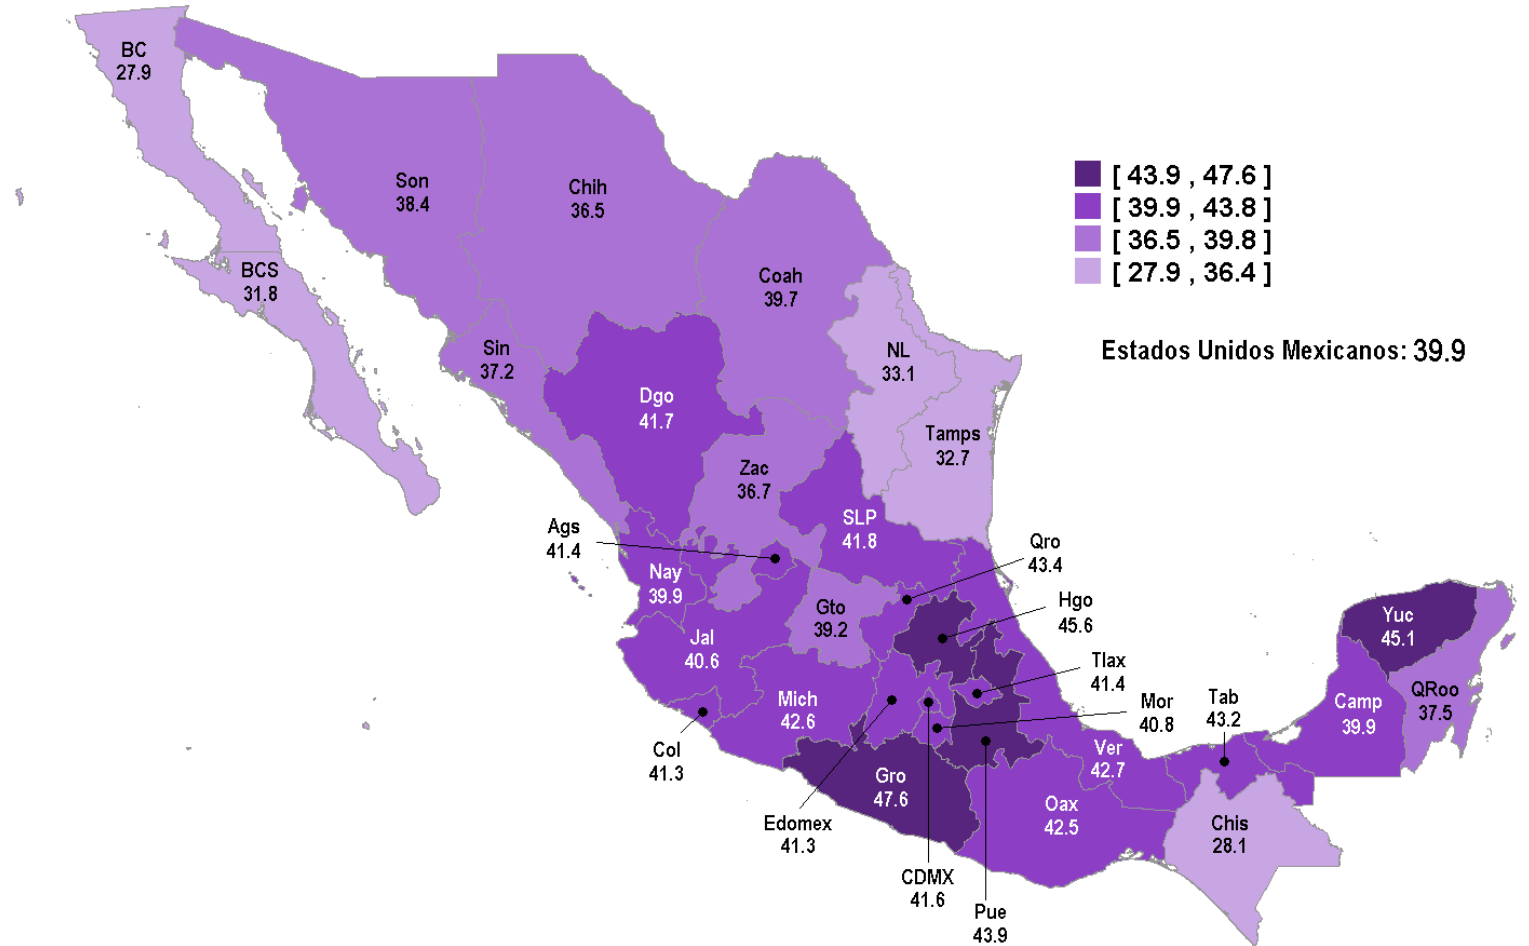 BC
27.9
Son
38.4
Chih
36.5
[ 43.9 , 47.6 ]
[ 39.9 , 43.8 ]
[ 36.5 , 39.8 ]
[ 27.9 , 36.4 ]
BCS
31.8
Coah
39.7
Estados Unidos Mexicanos: 39.9
Sin
37.2
NL
33.1
Dgo
41.7
Tamps
32.7
Zac
36.7
SLP
41.8
Ags
41.4
Qro
43.4
Nay
39.9
Gto
39.2
Hgo
45.6
Yuc
45.1
Jal
40.6
Tlax
41.4
Mich
42.6
Mor
40.8
Tab
43.2
Camp
39.9
QRoo
37.5
Col
41.3
Ver
42.7
Gro
47.6
Oax
42.5
Edomex
41.3
Chis
28.1
CDMX
41.6
Pue
43.9